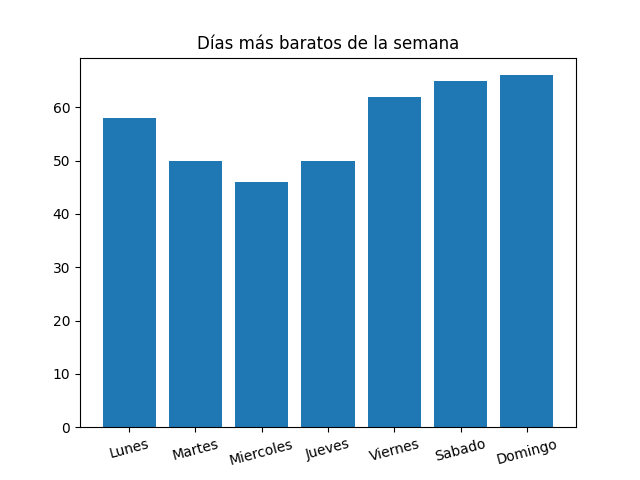 Días más baratos de la semana
60
50
40
30
20
10
0
Lunes
Martes
Miercoles
Jueves
Viernes
Sabado
Domingo